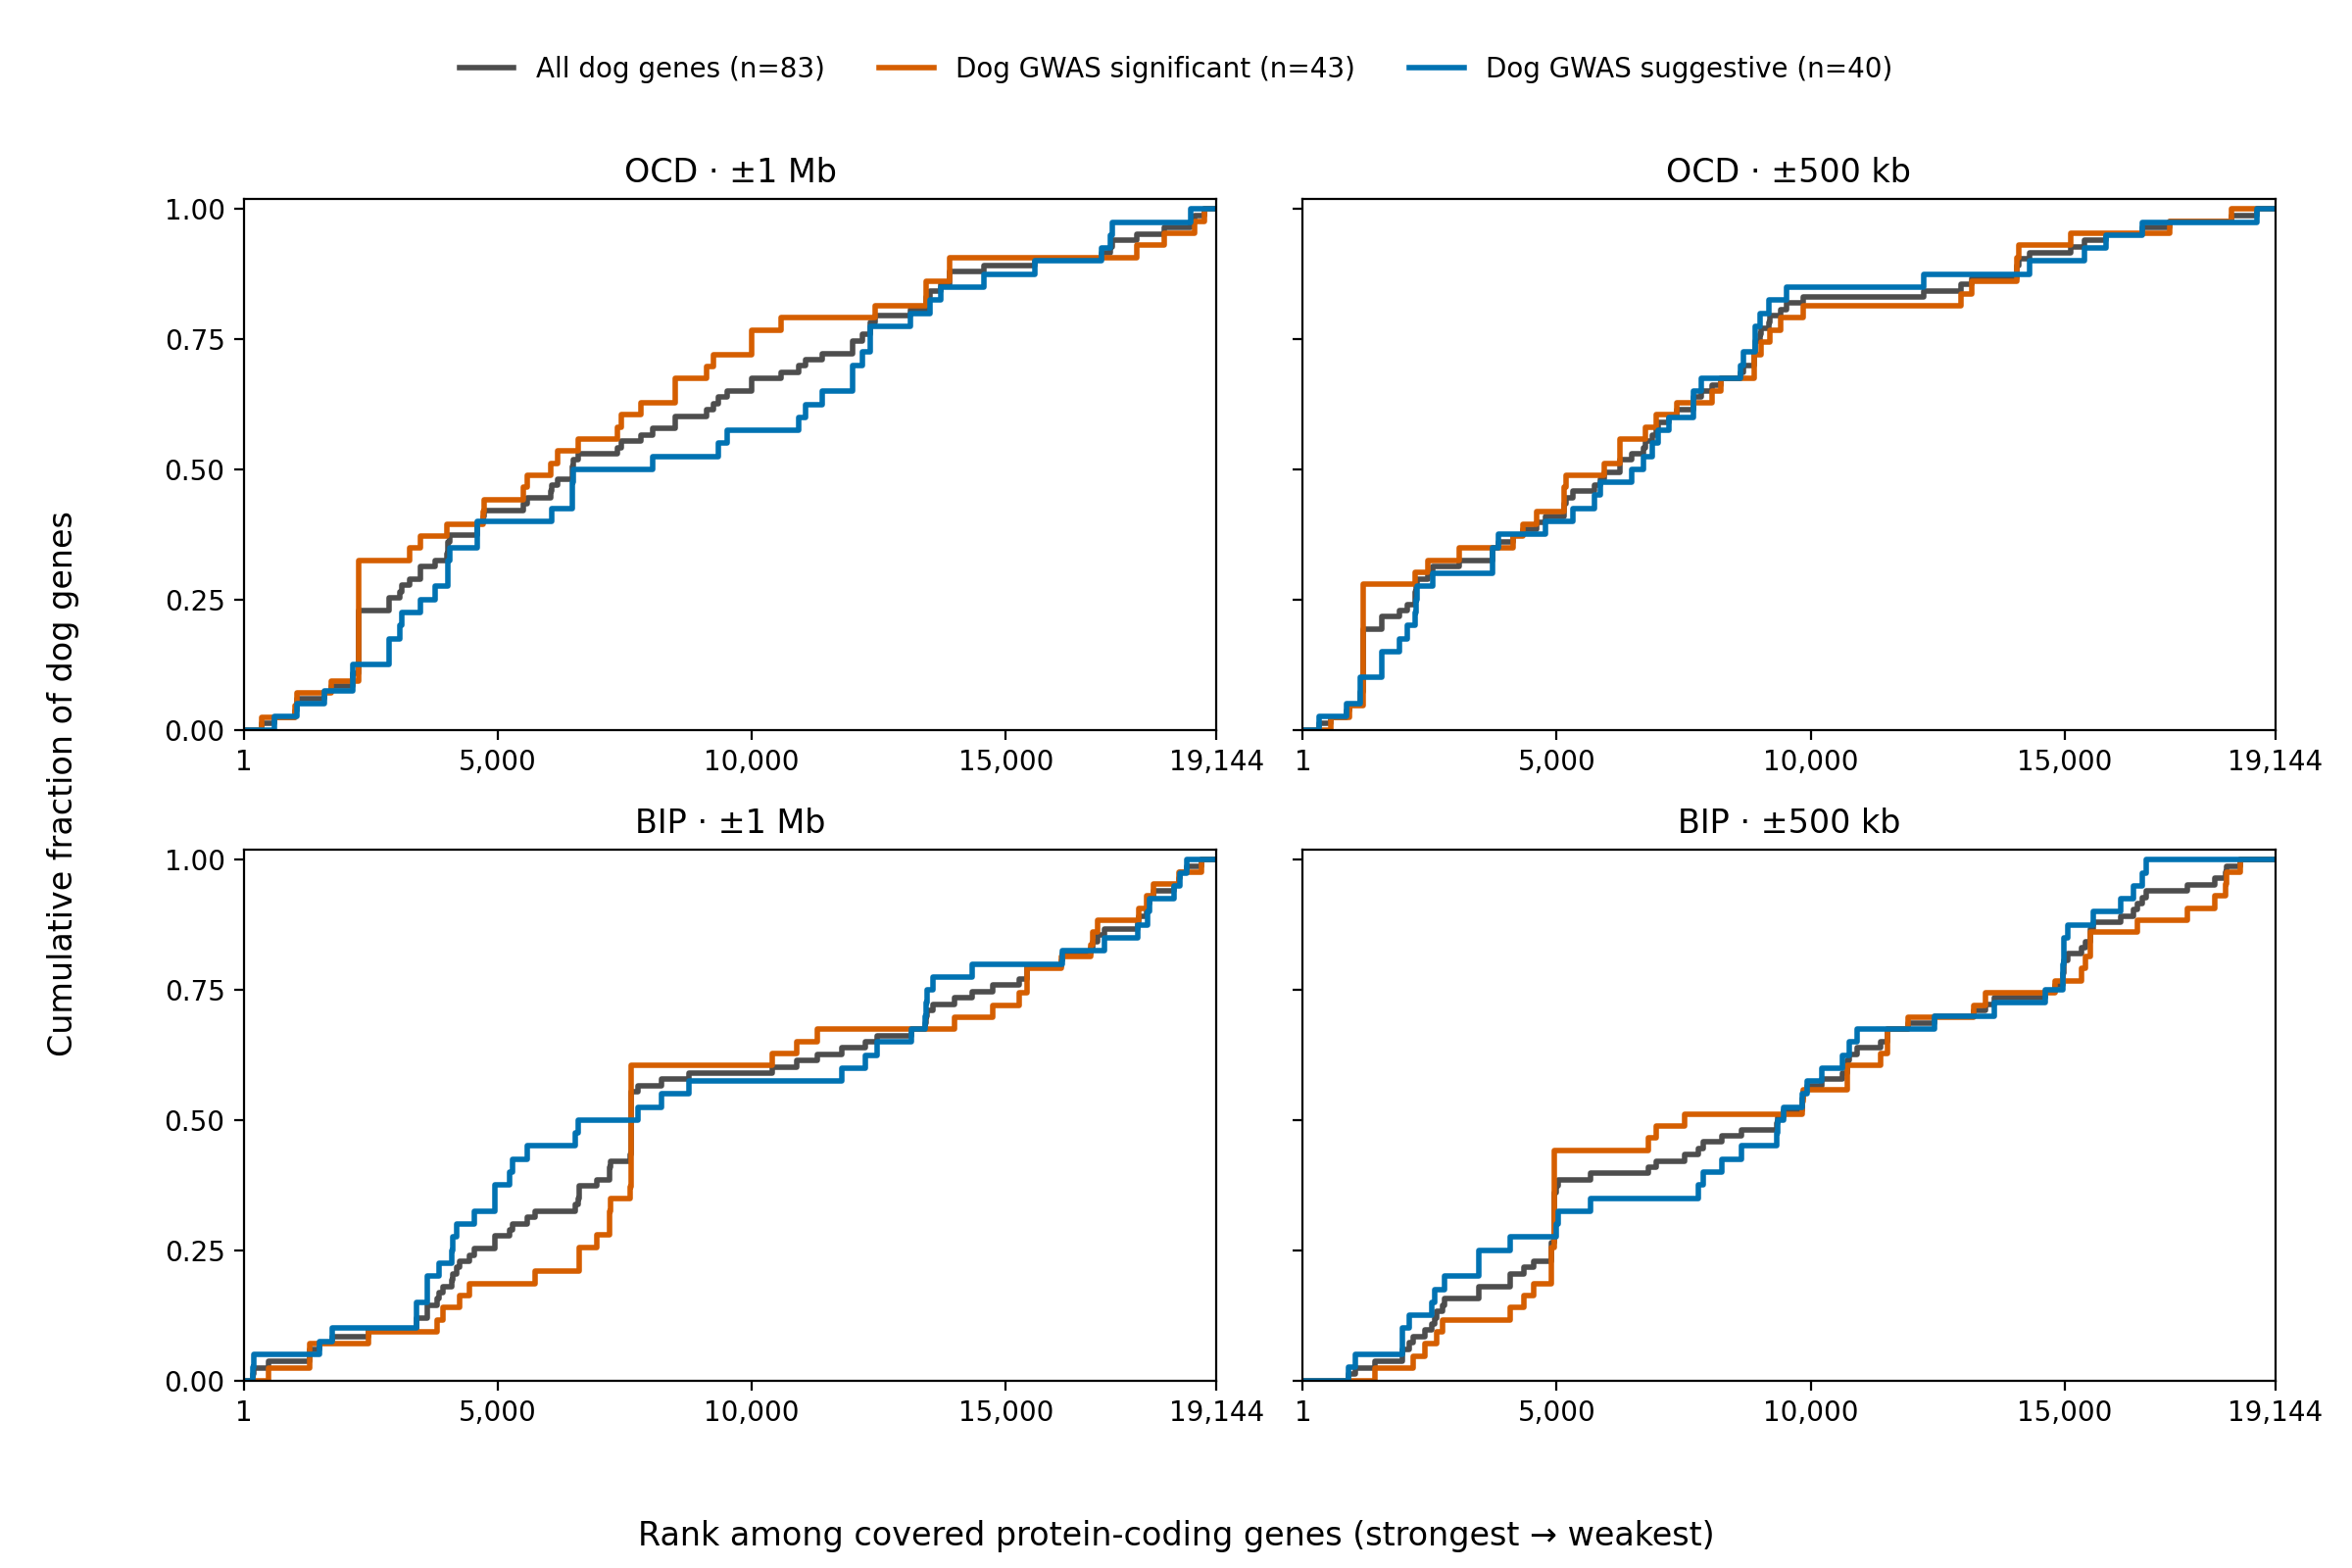 All dog genes (n=83) Dog GWAS significant (n=43) Dog GWAS suggestive (n=40)
OCD · ±1 Mb
OCD · ±500 kb
1.00
0.75
0.50
0.25
0.00
1 5,000 10,000 15,000 19,144
1 5,000 10,000 15,000 19,144
BIP · ±1 Mb
BIP · ±500 kb
1.00
0.75
0.50
0.25
0.00
1 5,000 10,000 15,000 19,144
1 5,000 10,000 15,000 19,144
Cumulative fraction of dog genes
Rank among covered protein-coding genes (strongest → weakest)